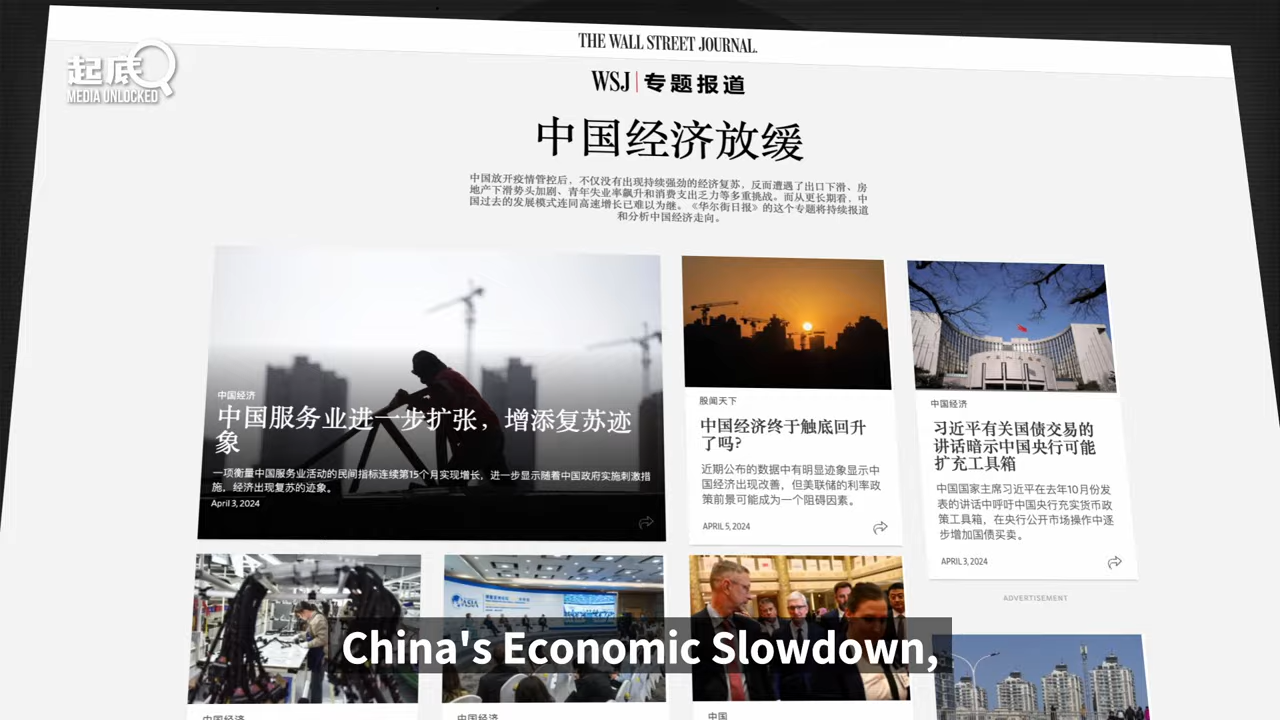 起底
MEDIA UNLOCKED
THE WALL STREET JOURNAL.
WSJ | 专题报道
中国经济放缓
中国放开疫情管控后，不仅没有出现持续强劲的经济复苏，反而遭遇了出口下滑、房
地产下滑势头加剧、青年失业率飙升和消费支出乏力等多重挑战。而从更长期看，中
国过去的发展模式连同高速增长已难以为继。《华尔街日报》的这个专题将持续报道
和分析中国经济走向。
中国经济
中国服务业进一步扩张，增添复苏迹
象
一项衡量中国服务业活动的民间指标连续第15个月实现增长，进一步显示随着中国政府实施刺激措
施，经济出现复苏的迹象。
April 3, 2024
股闻天下
中国经济终于触底回升
了吗?
近期公布的数据中有明显迹象显示中
国经济出现改善，但美联储的利率政
策前景可能成为一个阻碍因素。
APRIL 5, 2024
中国经济
习近平有关国债交易的
讲话暗示中国央行可能
扩充工具箱
中国国家主席习近平在去年10月份发
表的讲话中呼吁中国央行充实货币政
策工具箱，在央行公开市场操作中逐
步增加国债买卖。
APRIL 3, 2024
ADVERTISEMENT
China's Economic Slowdown,
中国经济
中国经济
中国